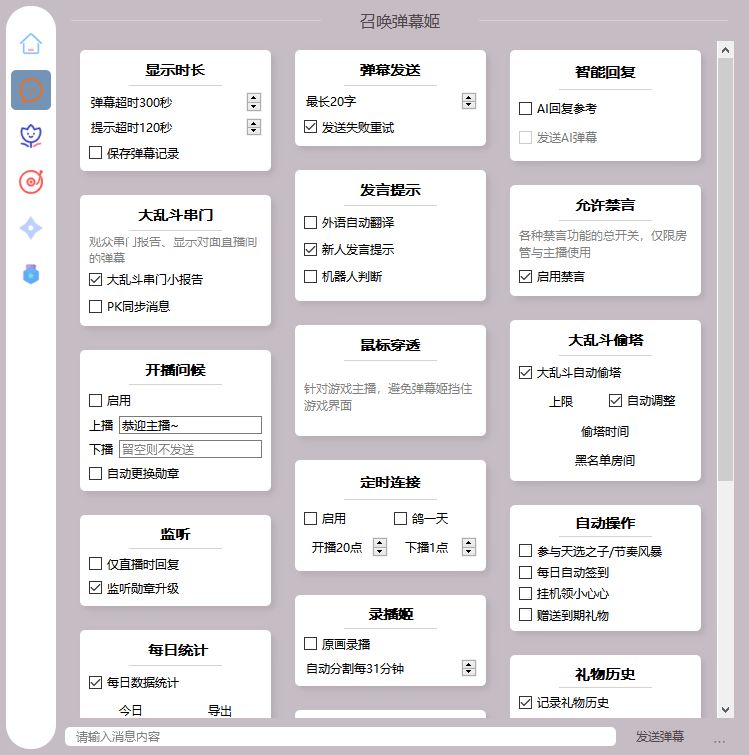 召唤弹幕姬
显示时长
弹幕超时300秒
提示超时120秒
保存弹幕记录
大乱斗串门
观众串门报告、显示对面直播间
的弹幕
大乱斗串门小报告
PK同步消息
开播问候
启用
上播 恭迎主播~
下播 留空则不发送
自动更换勋章
监听
仅直播时回复
监听勋章升级
每日统计
每日数据统计
今日 导出
弹幕发送
最长20字
发送失败重试
发言提示
外语自动翻译
新人发言提示
机器人判断
鼠标穿透
针对游戏主播，避免弹幕姬挡住
游戏界面
定时连接
启用 鸽一天
开播20点 下播1点
录播姬
原画录播
自动分割每31分钟
智能回复
AI回复参考
发送AI弹幕
允许禁言
各种禁言功能的总开关，仅限房
管与主播使用
启用禁言
大乱斗偷塔
大乱斗自动偷塔
上限 自动调整
偷塔时间
黑名单房间
自动操作
参与天选之子/节奏风暴
每日自动签到
挂机领小心心
赠送到期礼物
礼物历史
记录礼物历史
请输入消息内容 发送弹幕 ...